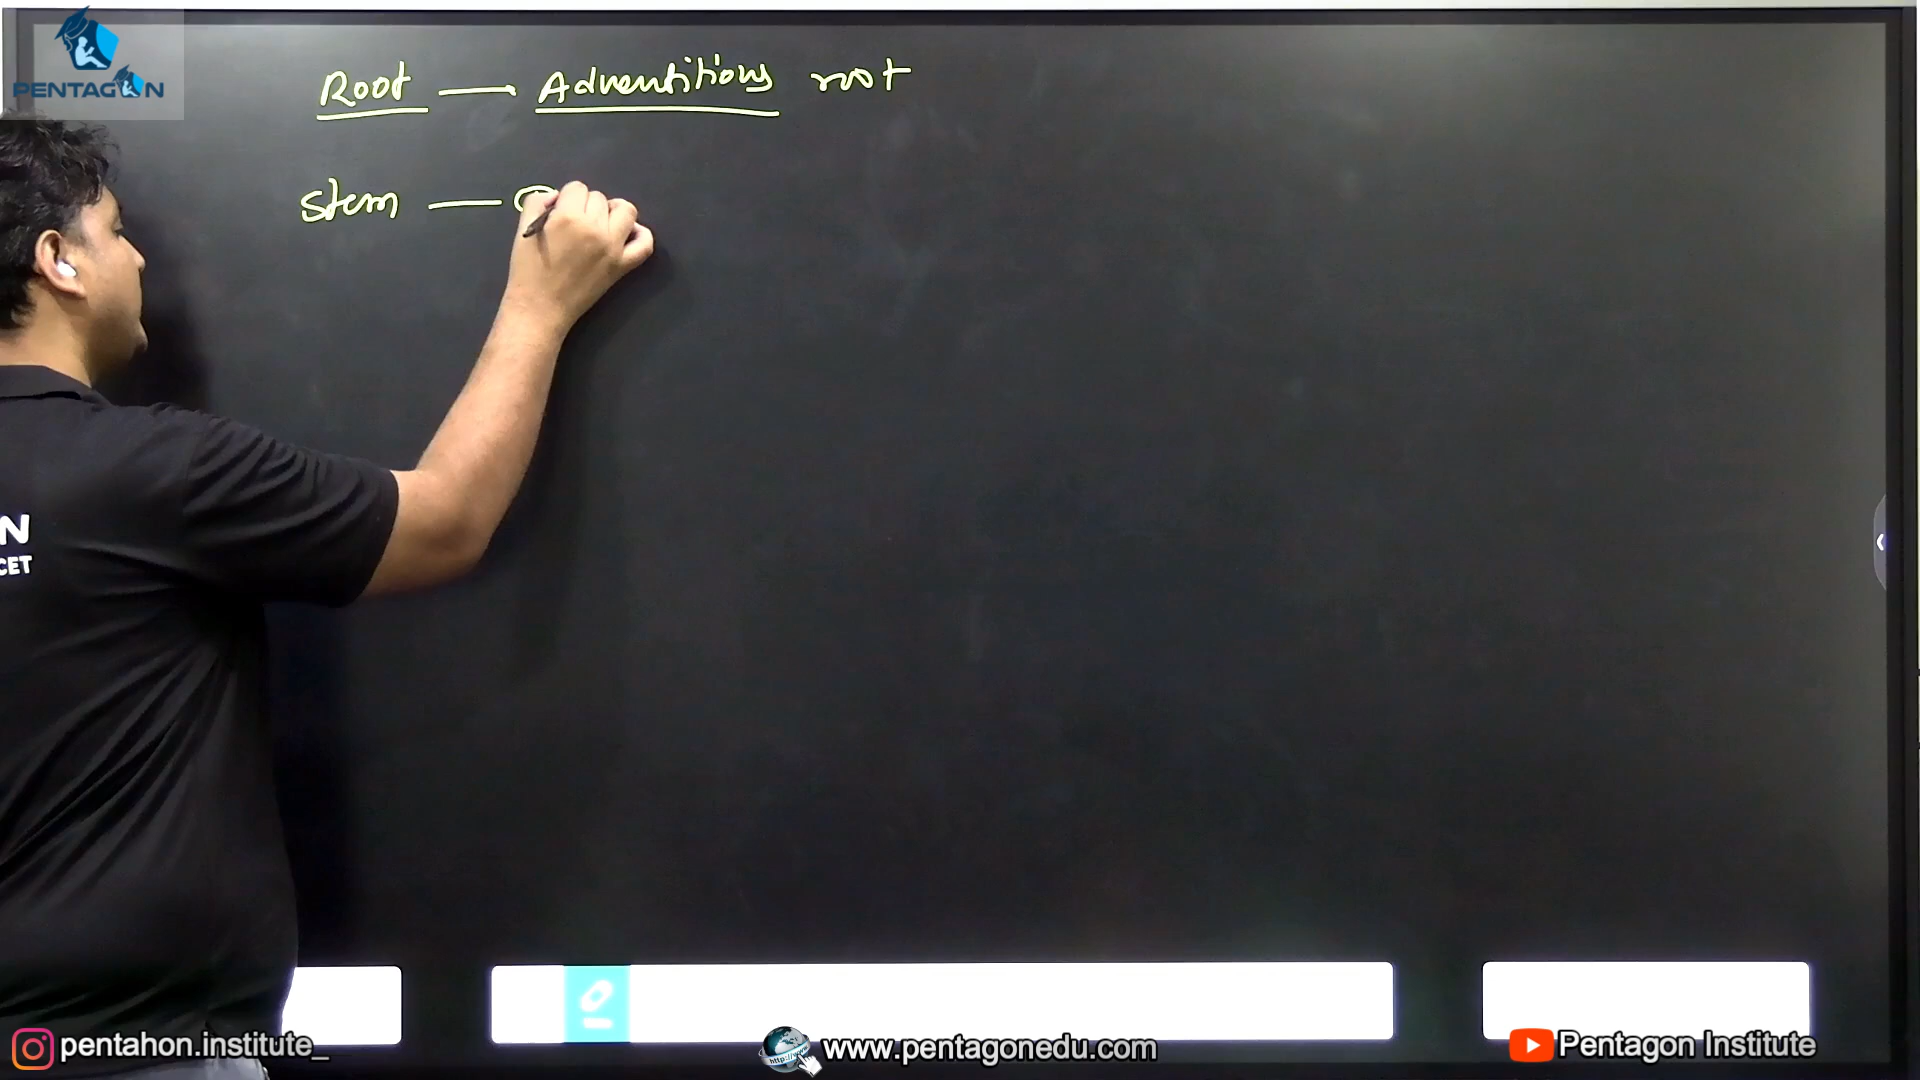 PENTAGON
Root — Adventitious root
stem —
N
CET
pentahon.institute_
www.pentagonedu.com
Pentagon Institute